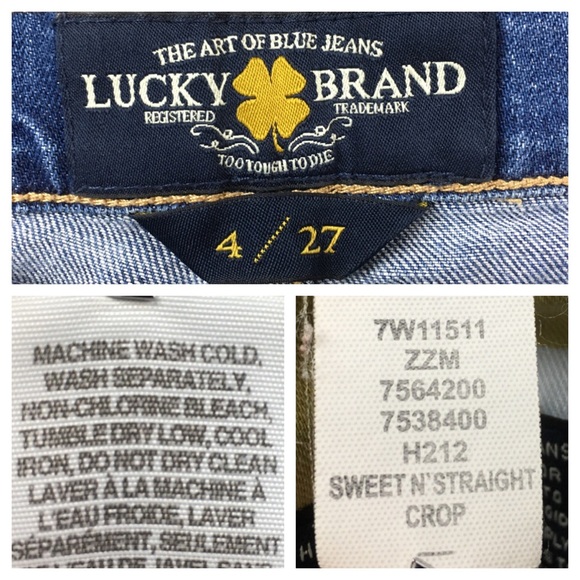 THE ART OF BLUE JEANS
LUCKY BRAND
REGISTERED TRADEMARK
TOO TOUGH TO DIE
4 / 27
MACHINE WASH COLD,
WASH SEPARATELY,
NON-CHLORINE BLEACH,
TUMBLE DRY LOW, COOL
IRON, DO NOT DRY CLEAN
LAVER À LA MACHINE À
L'EAU FROIDE, LAVER
SÉPARÉMENT, SEULEMENT
7W11511
ZZM
7564200
7538400
H212
SWEET N' STRAIGHT
CROP